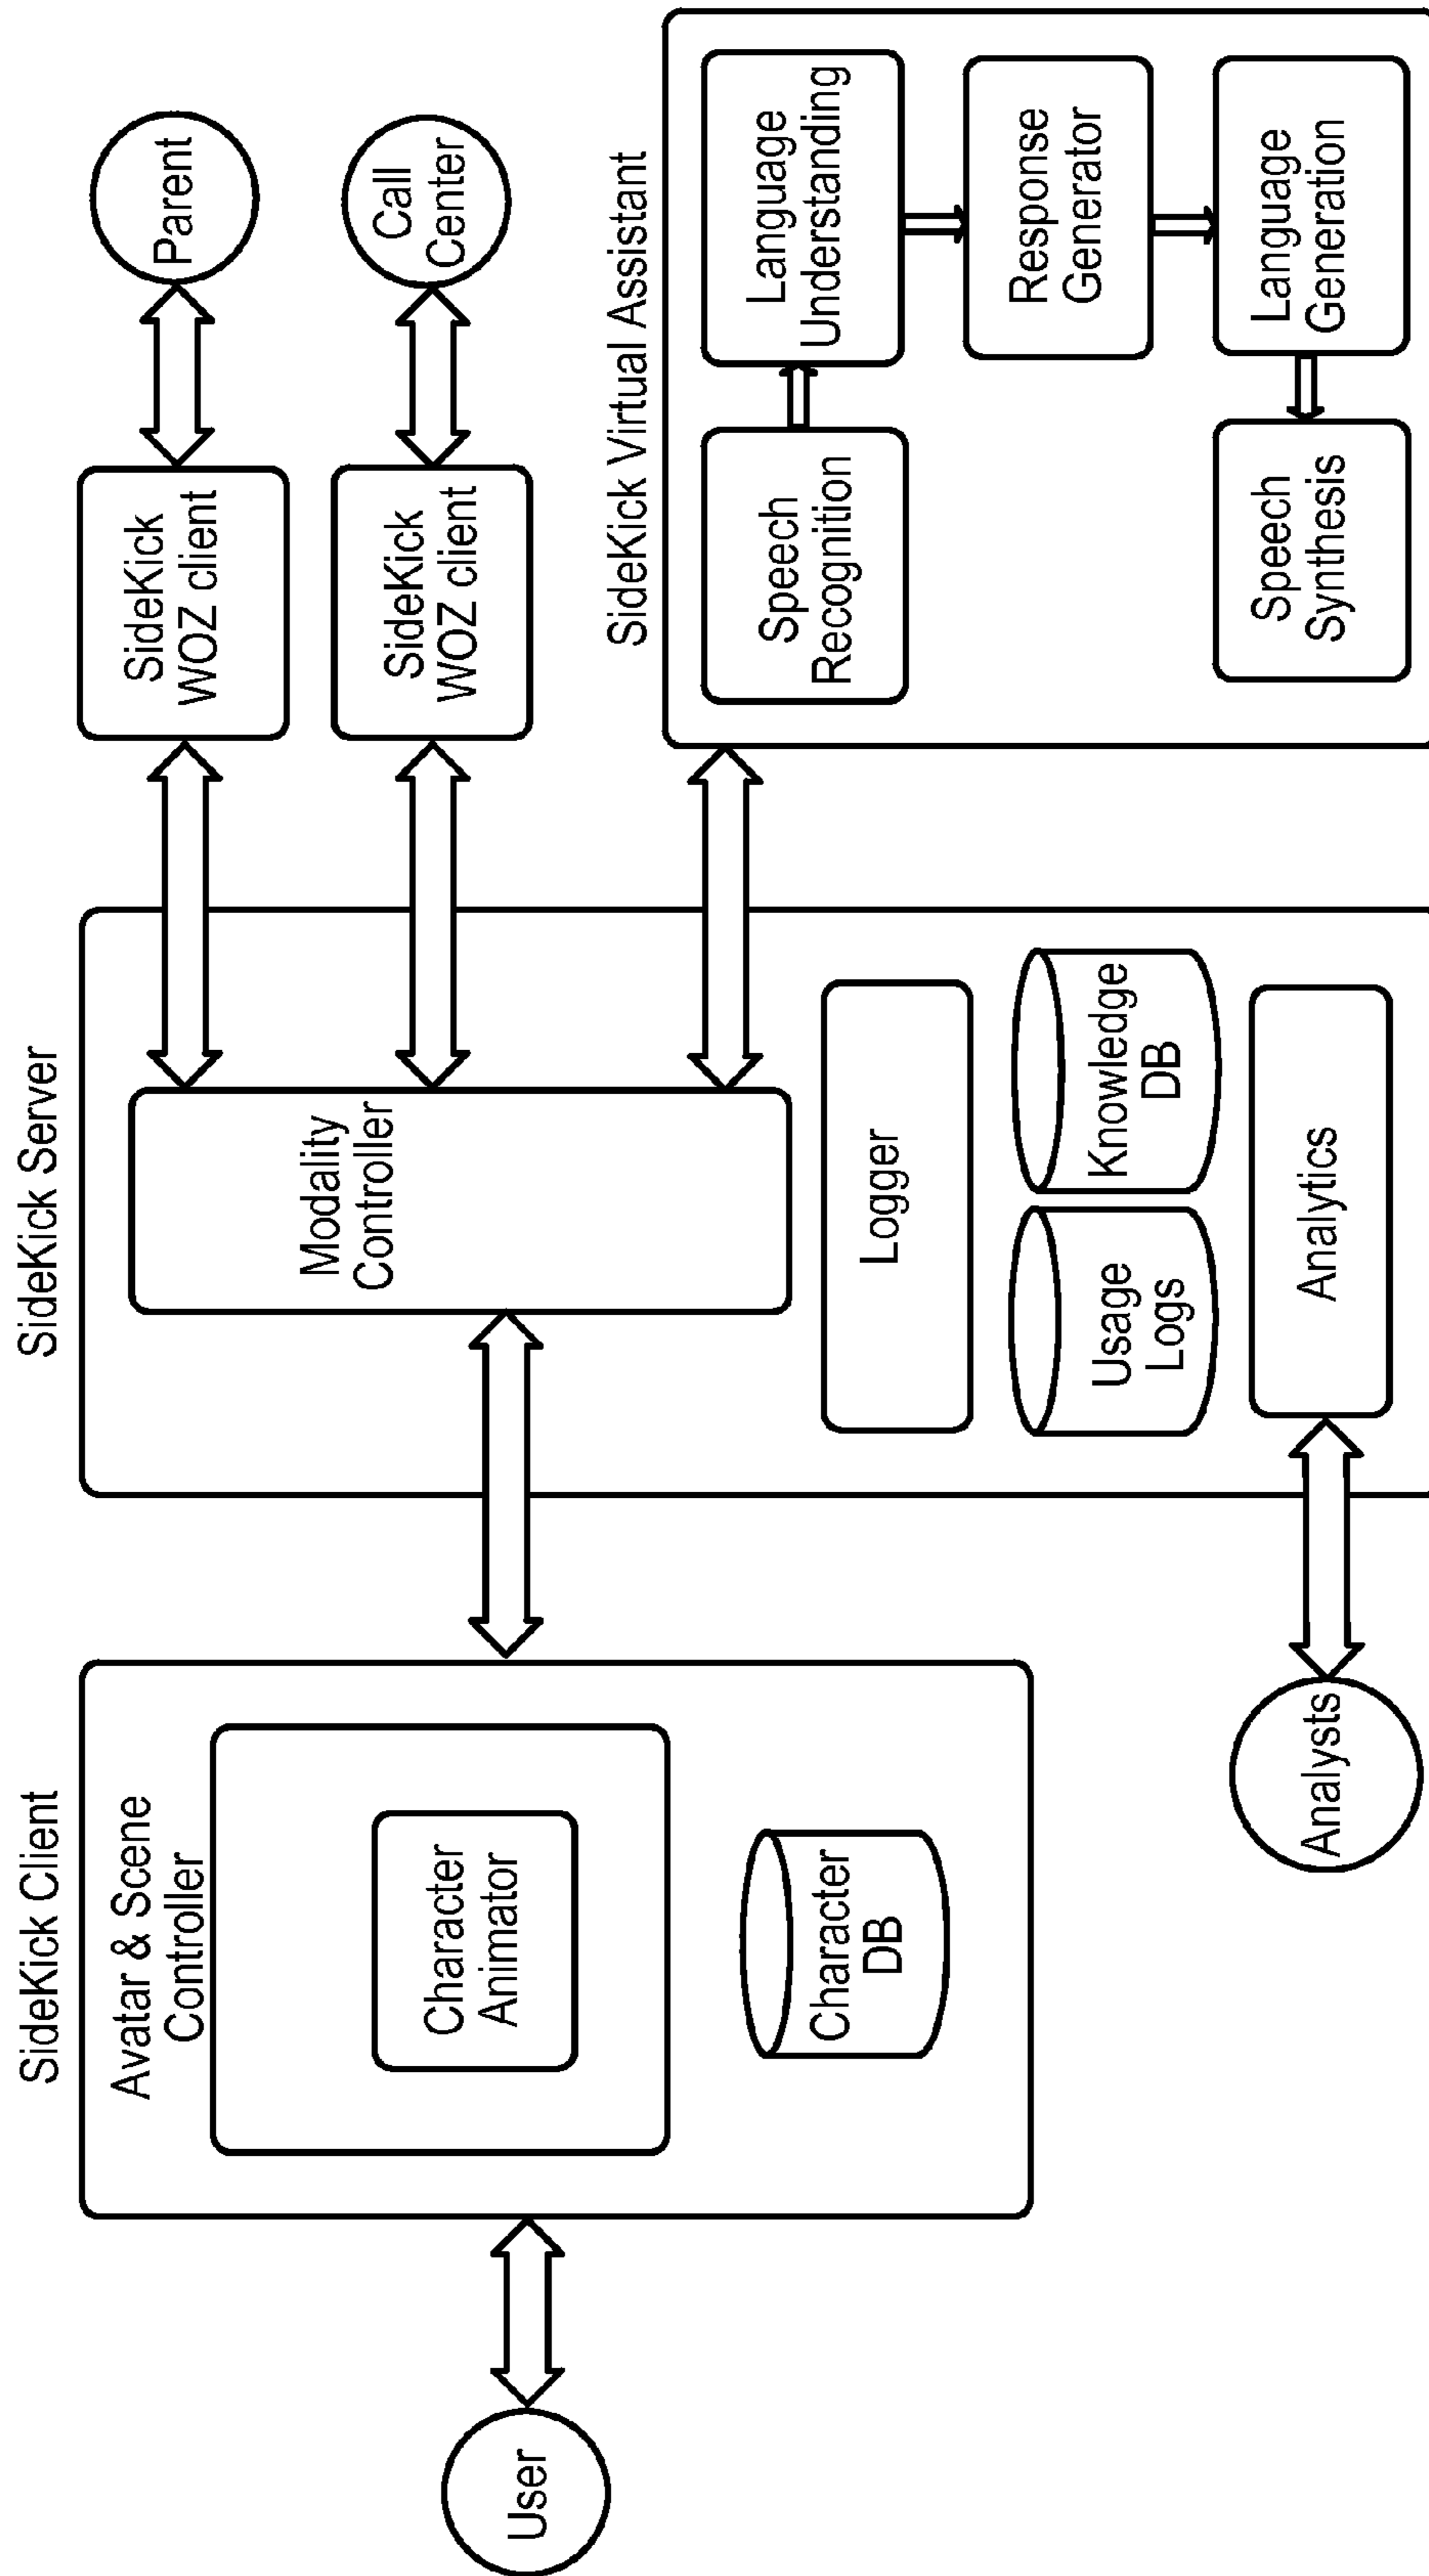 SideKick Client
Avatar & Scene
Controller
Character
Animator
Character
DB
User
SideKick Server
Modality
Controller
Logger
Usage
Logs
Knowledge
DB
Analytics
Analysts
SideKick
WOZ client
Parent
SideKick
WOZ client
Call
Center
SideKick Virtual Assistant
Speech
Recognition
Language
Understanding
Response
Generator
Speech
Synthesis
Language
Generation